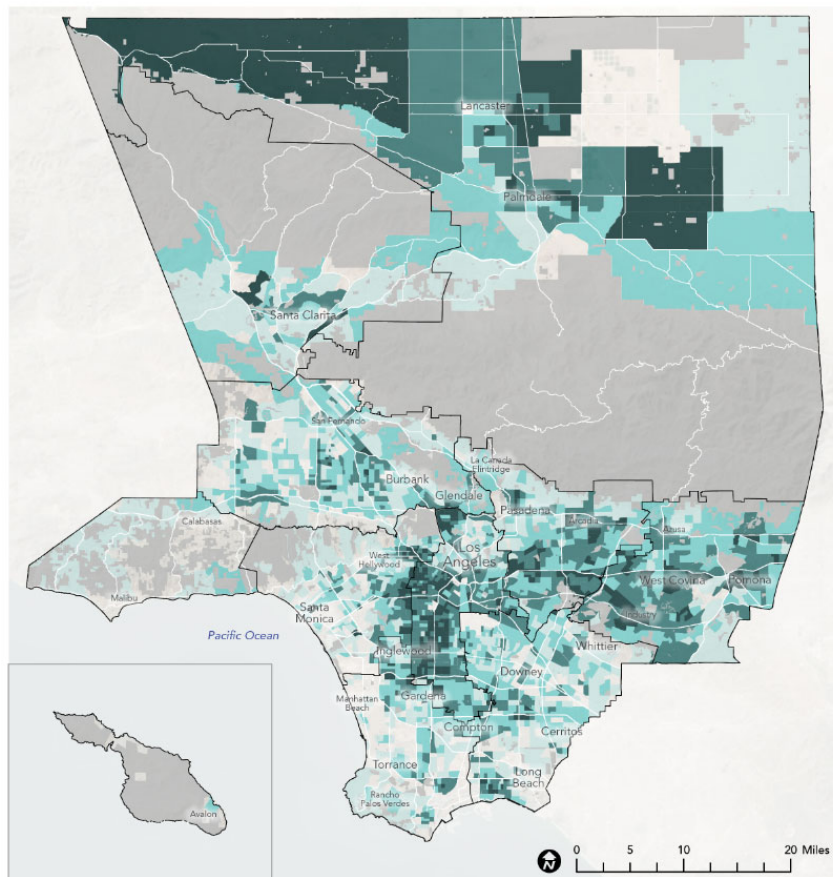 Lancaster
Palmdale
Santa Clarita
San Fernando
La Canada
Flintridge
Burbank
Glendale
Pasadena
Arcadia
Azusa
Calabasas
West
Hollywood
Los
Angeles
West Covina
Pomona
Malibu
Santa
Monica
Industry
Pacific Ocean
Inglewood
Whittier
Downey
Manhattan
Beach
Gardena
Compton
Cerritos
Torrance
Long
Beach
Rancho
Palos Verdes
Avalon
N
0 5 10 20 Miles